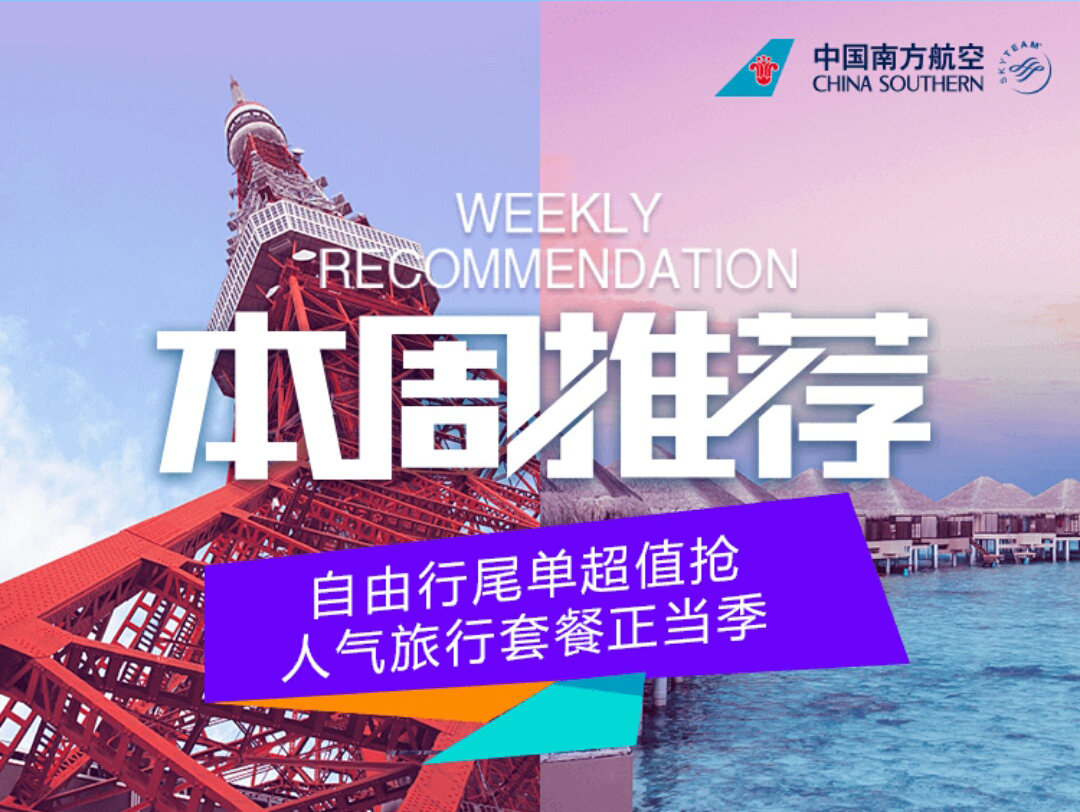 中国南方航空
CHINA SOUTHERN
SKYTEAM
WEEKLY
RECOMMENDATION
本周推荐
自由行尾单超值抢
人气旅行套餐正当季